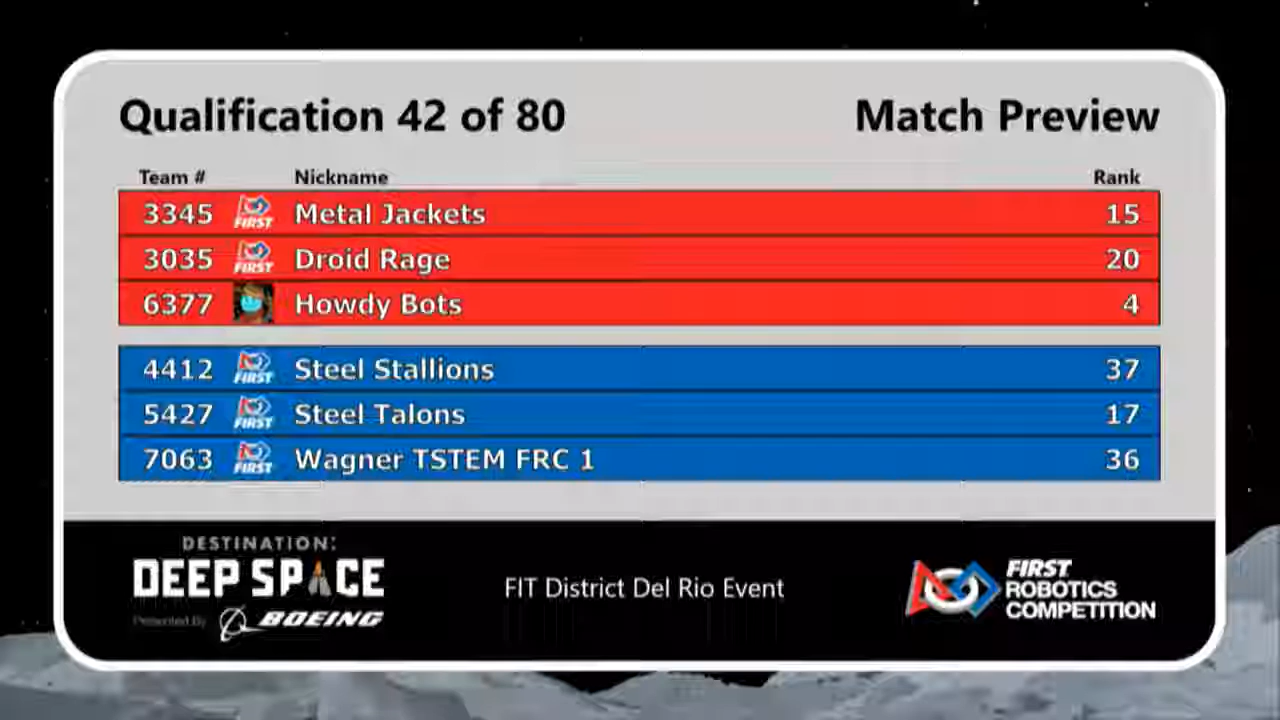 Qualification 42 of 80 Match Preview
Team # Nickname Rank
3345 FIRST Metal Jackets 15
3035 FIRST Droid Rage 20
6377 Howdy Bots 4
4412 FIRST Steel Stallions 37
5427 FIRST Steel Talons 17
7063 FIRST Wagner TSTEM FRC 1 36
DESTINATION:
DEEP SPACE
Presented By BOEING
FIT District Del Rio Event
FIRST
ROBOTICS
COMPETITION